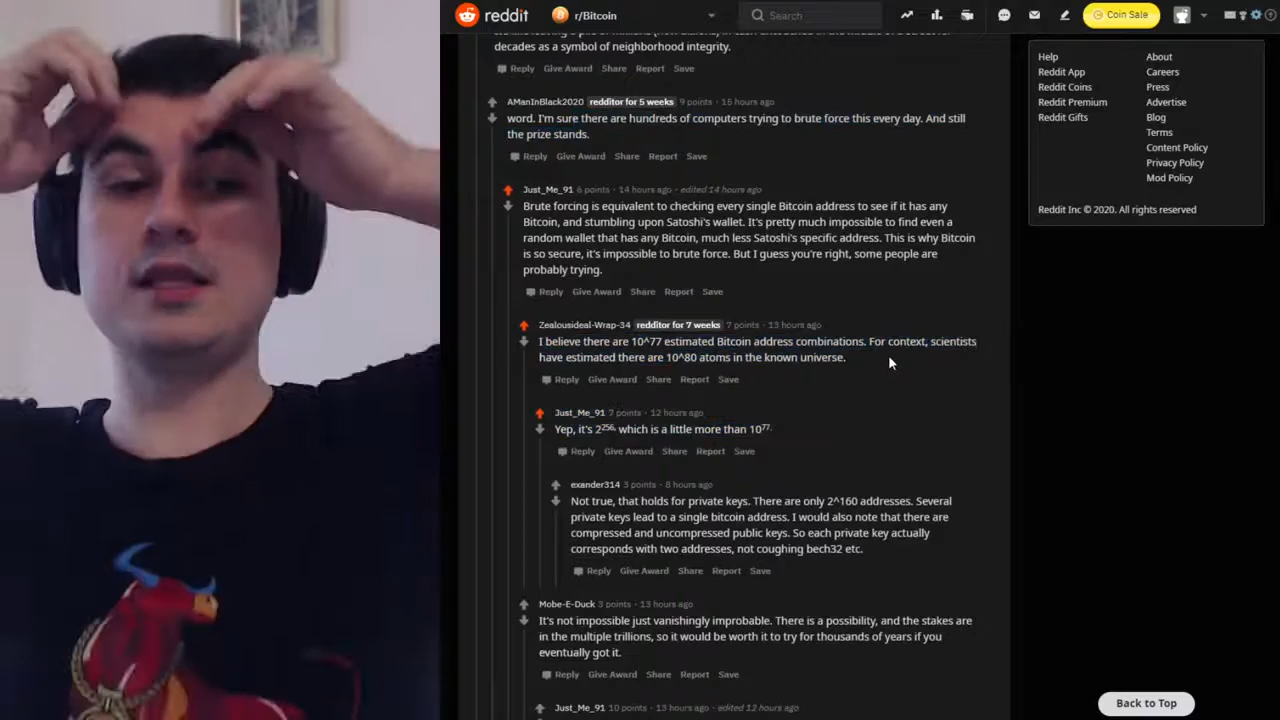 reddit
r/Bitcoin
Search
Coin Sale
decades as a symbol of neighborhood integrity.
Reply Give Award Share Report Save
AManInBlack2020 redditor for 5 weeks 9 points · 15 hours ago
word. I'm sure there are hundreds of computers trying to brute force this every day. And still
the prize stands.
Reply Give Award Share Report Save
Just_Me_91 6 points · 14 hours ago · edited 14 hours ago
Brute forcing is equivalent to checking every single Bitcoin address to see if it has any
Bitcoin, and stumbling upon Satoshi's wallet. It's pretty much impossible to find even a
random wallet that has any Bitcoin, much less Satoshi's specific address. This is why Bitcoin
is so secure, it's impossible to brute force. But I guess you're right, some people are
probably trying.
Reply Give Award Share Report Save
Zealousideal-Wrap-34 redditor for 7 weeks 7 points · 13 hours ago
I believe there are 10^77 estimated Bitcoin address combinations. For context, scientists
have estimated there are 10^80 atoms in the known universe.
Reply Give Award Share Report Save
Just_Me_91 7 points · 12 hours ago
Yep, it's 2²⁵⁶, which is a little more than 10⁷⁷.
Reply Give Award Share Report Save
exander314 3 points · 8 hours ago
Not true, that holds for private keys. There are only 2^160 addresses. Several
private keys lead to a single bitcoin address. I would also note that there are
compressed and uncompressed public keys. So each private key actually
corresponds with two addresses, not coughing bech32 etc.
Reply Give Award Share Report Save
Mobe-E-Duck 3 points · 13 hours ago
It's not impossible just vanishingly improbable. There is a possibility, and the stakes are
in the multiple trillions, so it would be worth it to try for thousands of years if you
eventually got it.
Reply Give Award Share Report Save
Just_Me_91 10 points · 13 hours ago · edited 12 hours ago
Help About
Reddit App Careers
Reddit Coins Press
Reddit Premium Advertise
Reddit Gifts Blog
Terms
Content Policy
Privacy Policy
Mod Policy
Reddit Inc © 2020. All rights reserved
Back to Top